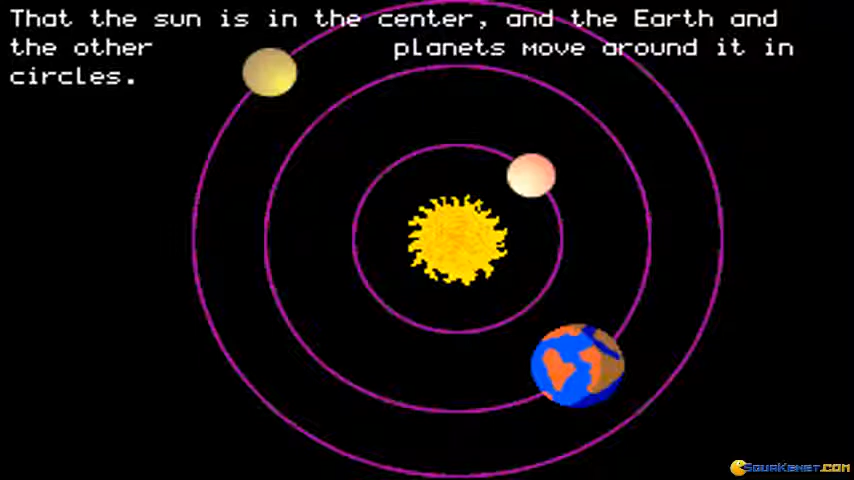 That the sun is in the center, and the Earth and
the other planets move around it in
circles.
SquaKenet.com